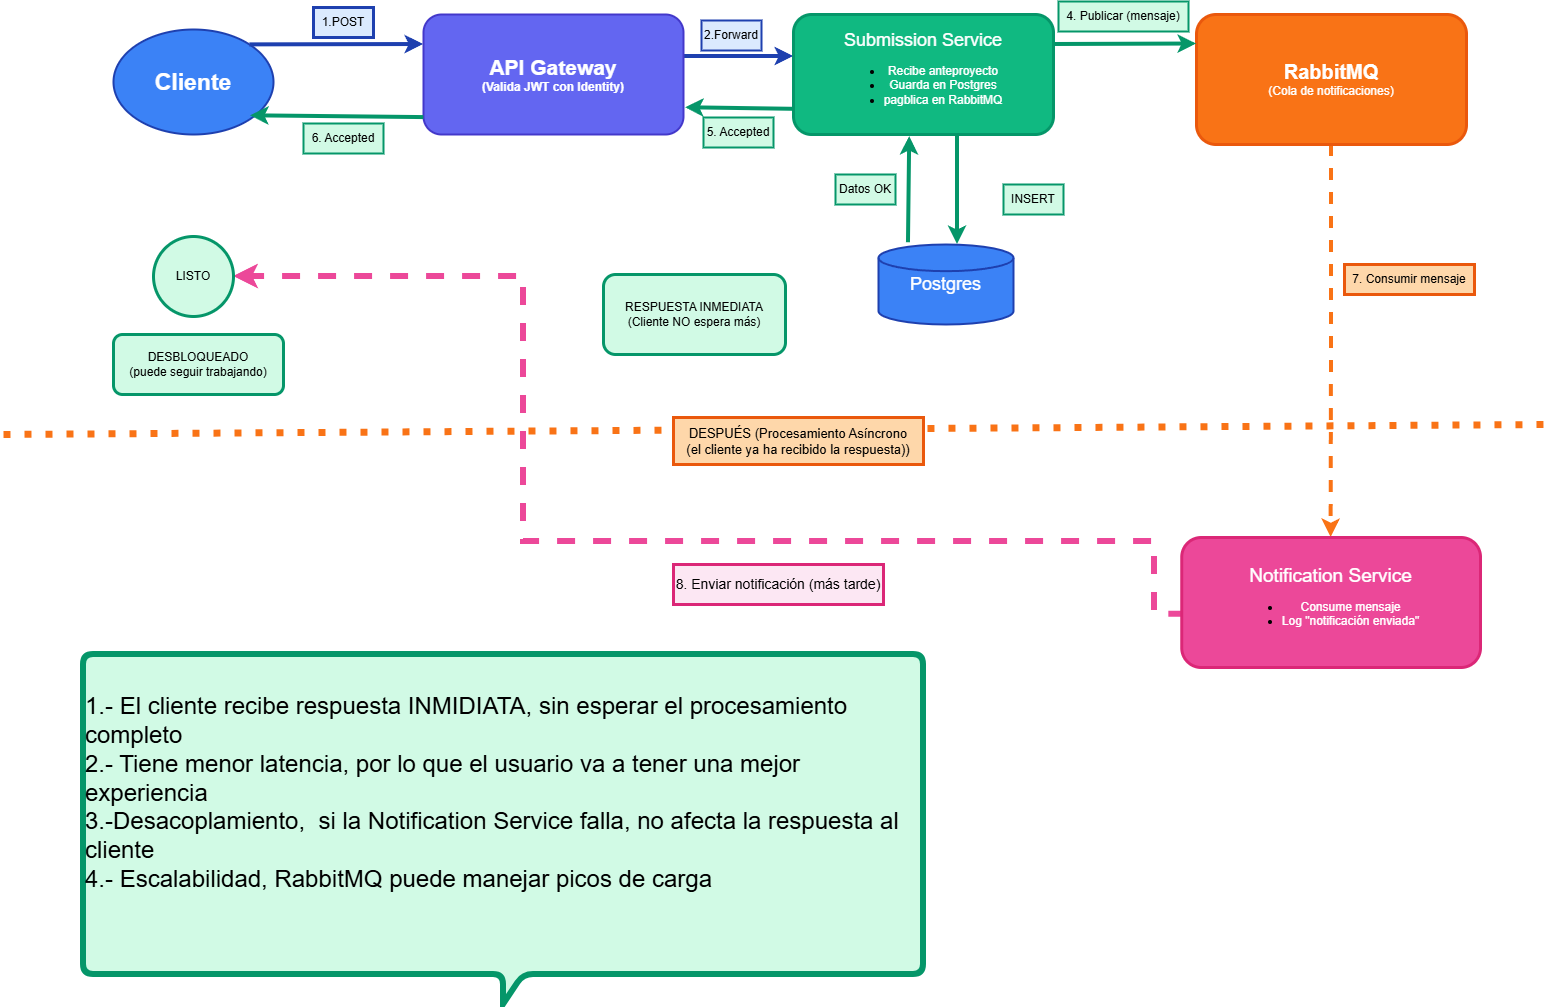 1.POST
4. Publicar (mensaje)
2.Forward
Cliente
API Gateway
(Valida JWT con Identity)
Submission Service
Recibe anteproyecto
Guarda en Postgres
pagblica en RabbitMQ
RabbitMQ
(Cola de notificaciones)
6. Accepted
5. Accepted
Datos OK
INSERT
LISTO
RESPUESTA INMEDIATA
(Cliente NO espera más)
Postgres
7. Consumir mensaje
DESBLOQUEADO
(puede seguir trabajando)
DESPUÉS (Procesamiento Asíncrono
(el cliente ya ha recibido la respuesta))
8. Enviar notificación (más tarde)
Notification Service
Consume mensaje
Log "notificación enviada"
1.- El cliente recibe respuesta INMIDIATA, sin esperar el procesamiento
completo
2.- Tiene menor latencia, por lo que el usuario va a tener una mejor
experiencia
3.-Desacoplamiento,  si la Notification Service falla, no afecta la respuesta al
cliente
4.- Escalabilidad, RabbitMQ puede manejar picos de carga